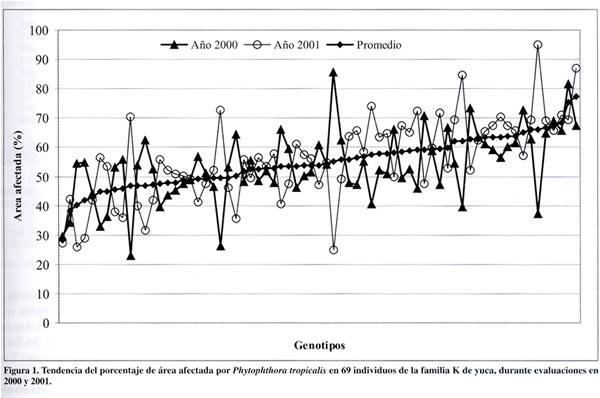 100
90
80
70
60
50
40
30
20
10
0
Area afectada (%)
Año 2000
Año 2001
Promedio
Genotipos
Figura 1. Tendencia del porcentaje de área afectada por Phytophthora tropicalis en 69 individuos de la familia K de yuca, durante evaluaciones en
2000 y 2001.